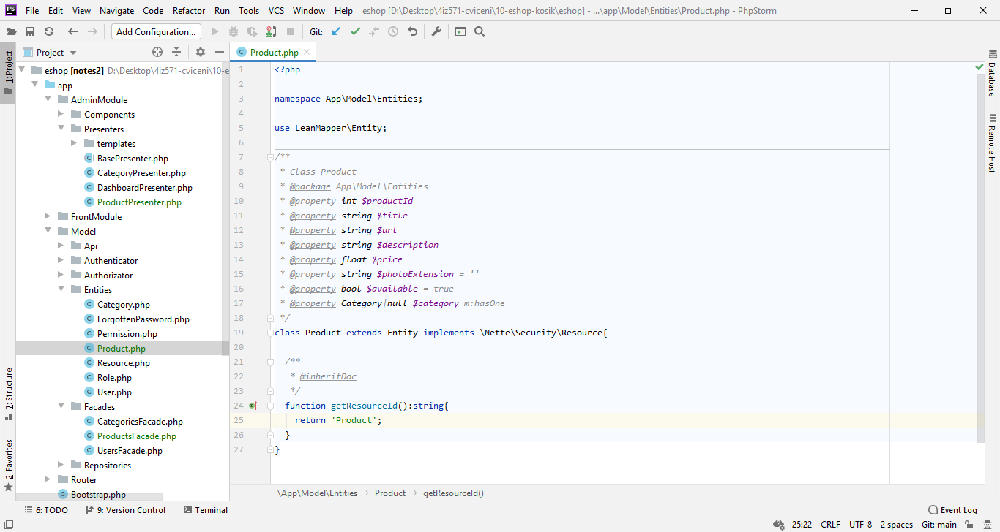 PS File Edit View Navigate Code Refactor Run Tools VCS Window Help eshop [D:\Desktop\4iz571-cviceni\10-eshop-kosik\eshop] - ...\app\Model\Entities\Product.php - PhpStorm
Add Configuration... Git:
Project
Product.php
1: Project
7: Structure
2: Favorites
eshop [notes2] D:\Desktop\4iz571-cviceni\10-e
app
AdminModule
Components
Presenters
templates
BasePresenter.php
CategoryPresenter.php
DashboardPresenter.php
ProductPresenter.php
FrontModule
Model
Api
Authenticator
Authorizator
Entities
Category.php
ForgottenPassword.php
Permission.php
Product.php
Resource.php
Role.php
User.php
Facades
CategoriesFacade.php
ProductsFacade.php
UsersFacade.php
Repositories
Router
Bootstrap.php
1 <?php
2
3 namespace App\Model\Entities;
4
5 use LeanMapper\Entity;
6
7 /**
8 * Class Product
9 * @package App\Model\Entities
10 * @property int $productId
11 * @property string $title
12 * @property string $url
13 * @property string $description
14 * @property float $price
15 * @property string $photoExtension = ''
16 * @property bool $available = true
17 * @property Category|null $category m:hasOne
18 */
19 class Product extends Entity implements \Nette\Security\Resource{
20
21 /**
22 * @inheritDoc
23 */
24 function getResourceId():string{
25 return 'Product';
26 }
27 }
Database
Remote Host
\App\Model\Entities › Product › getResourceId()
6: TODO 9: Version Control Terminal Event Log
25:22 CRLF UTF-8 2 spaces Git: main